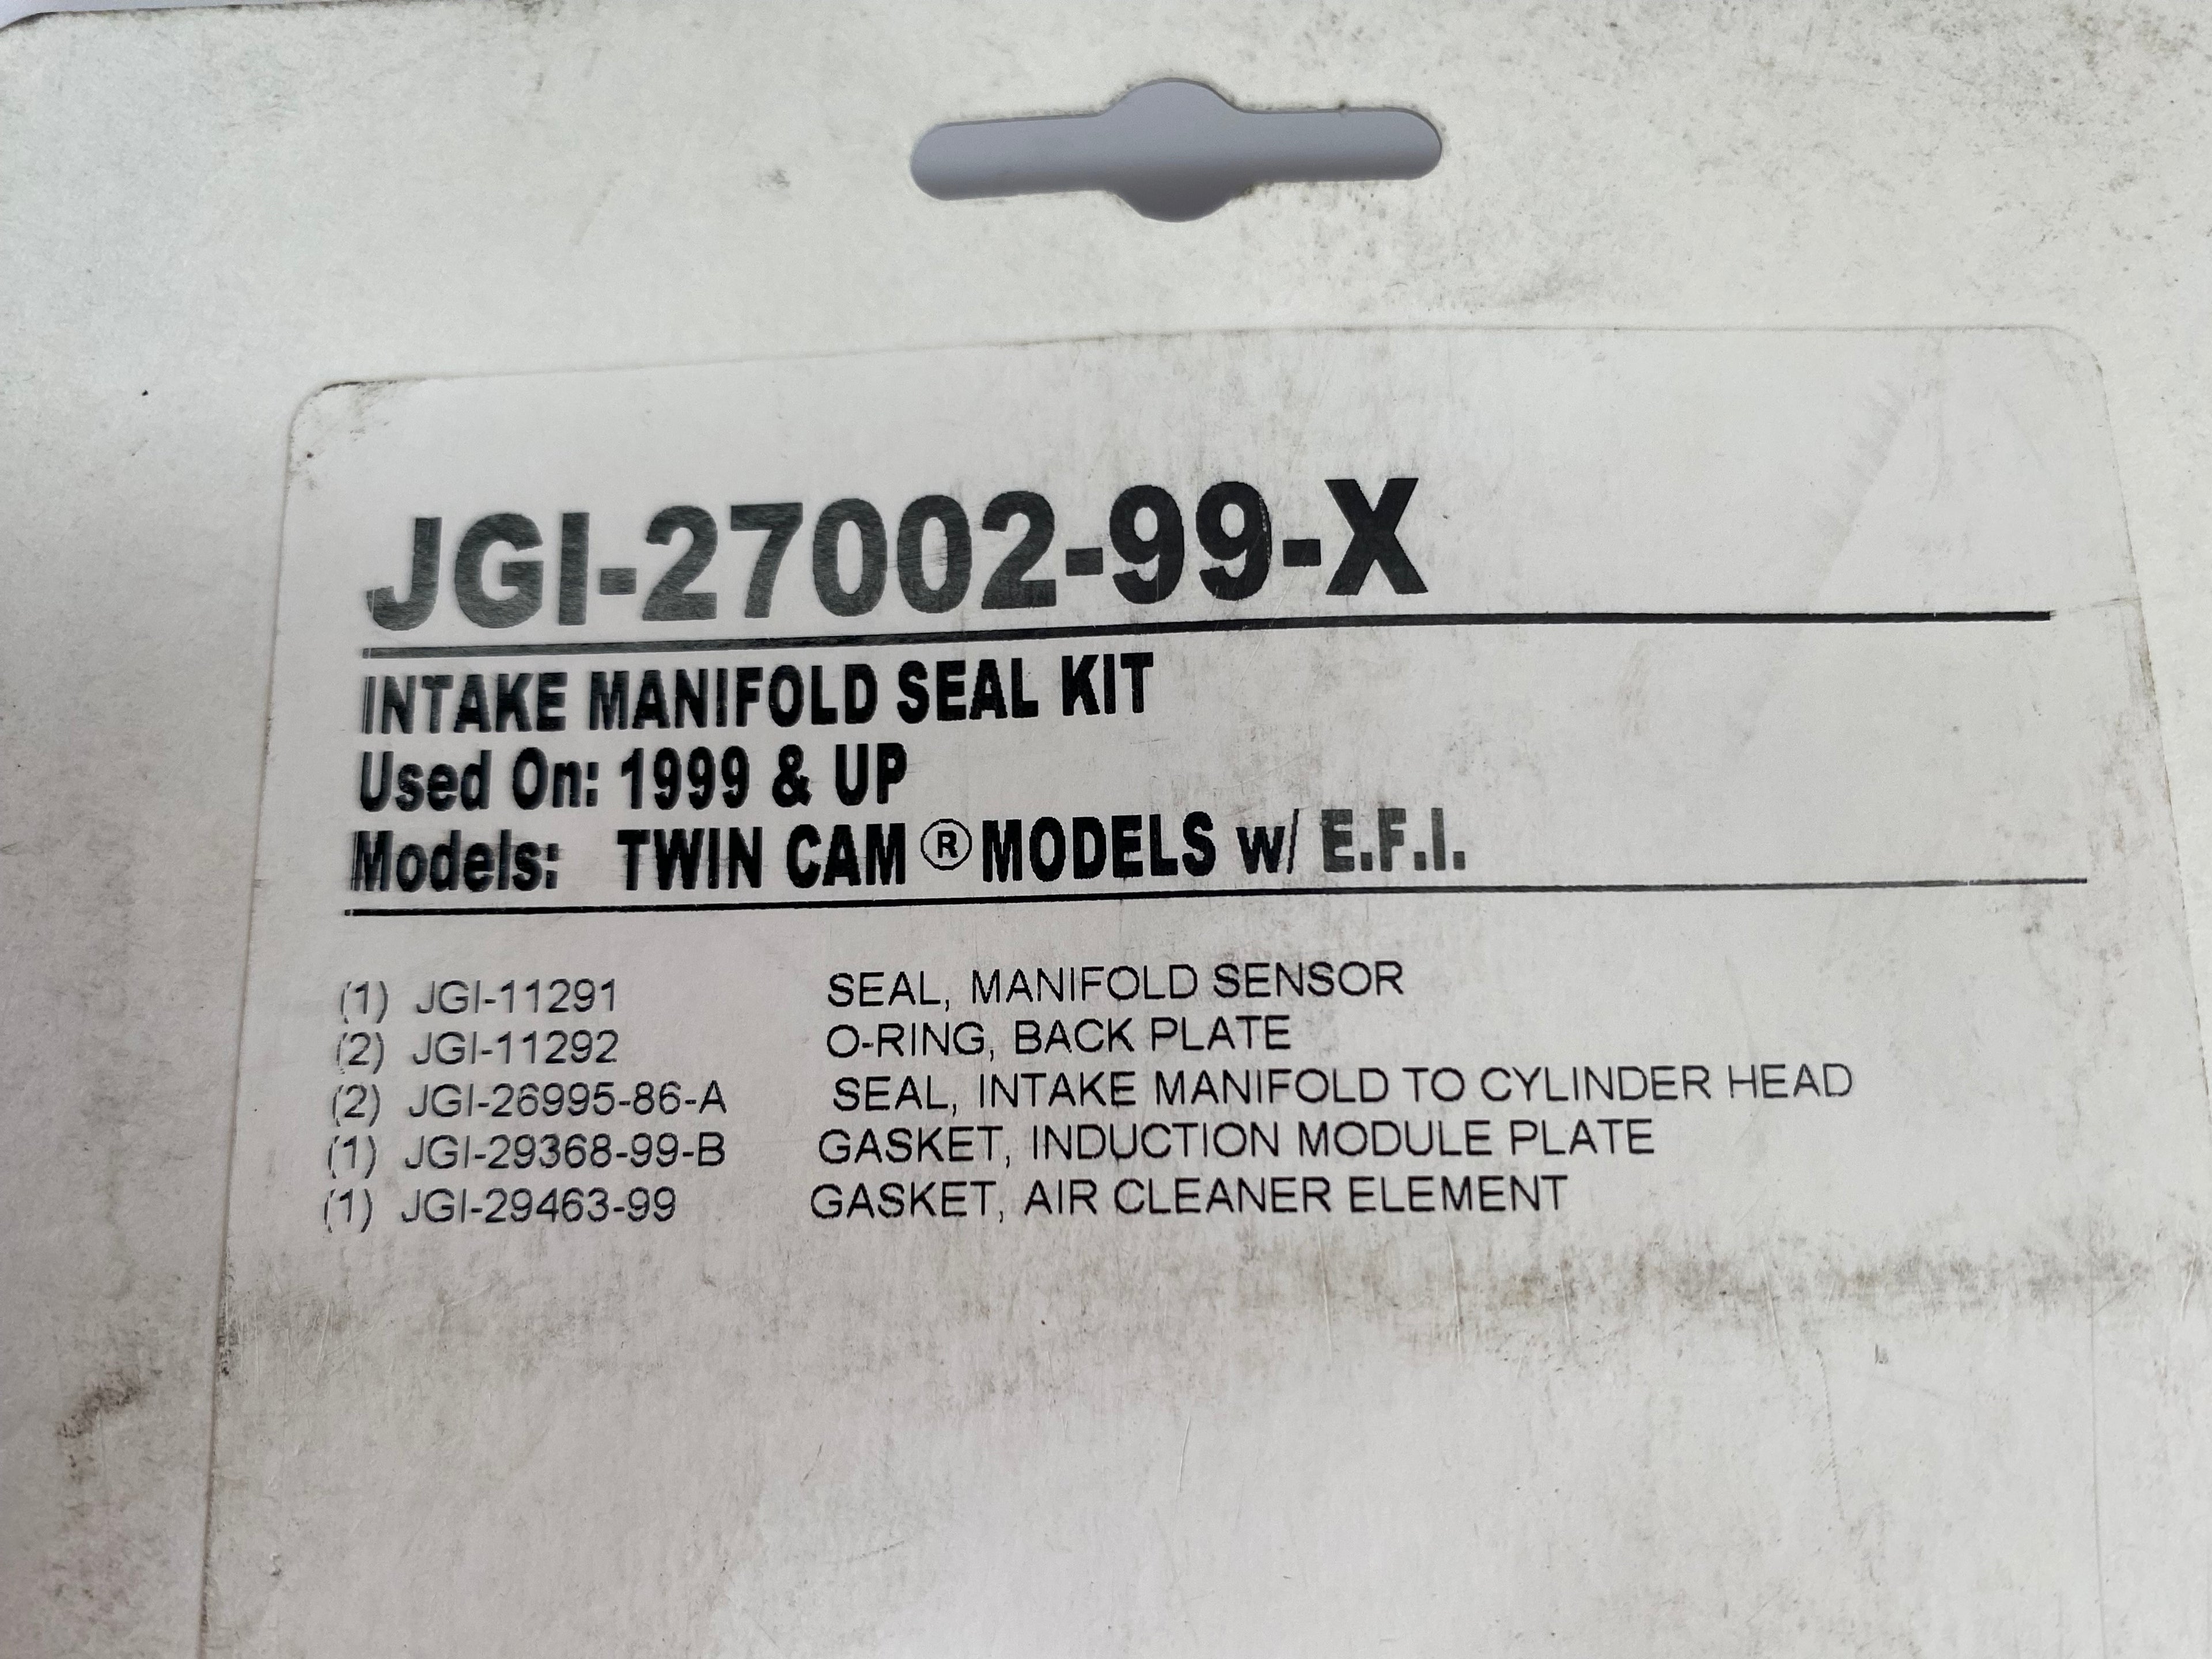 JGI-27002-99-X
INTAKE MANIFOLD SEAL KIT
Used On: 1999 & UP
Models: TWIN CAM ® MODELS w/ E.F.I.
(1) JGI-11291 SEAL, MANIFOLD SENSOR
(2) JGI-11292 O-RING, BACK PLATE
(2) JGI-26995-86-A SEAL, INTAKE MANIFOLD TO CYLINDER HEAD
(1) JGI-29368-99-B GASKET, INDUCTION MODULE PLATE
(1) JGI-29463-99 GASKET, AIR CLEANER ELEMENT